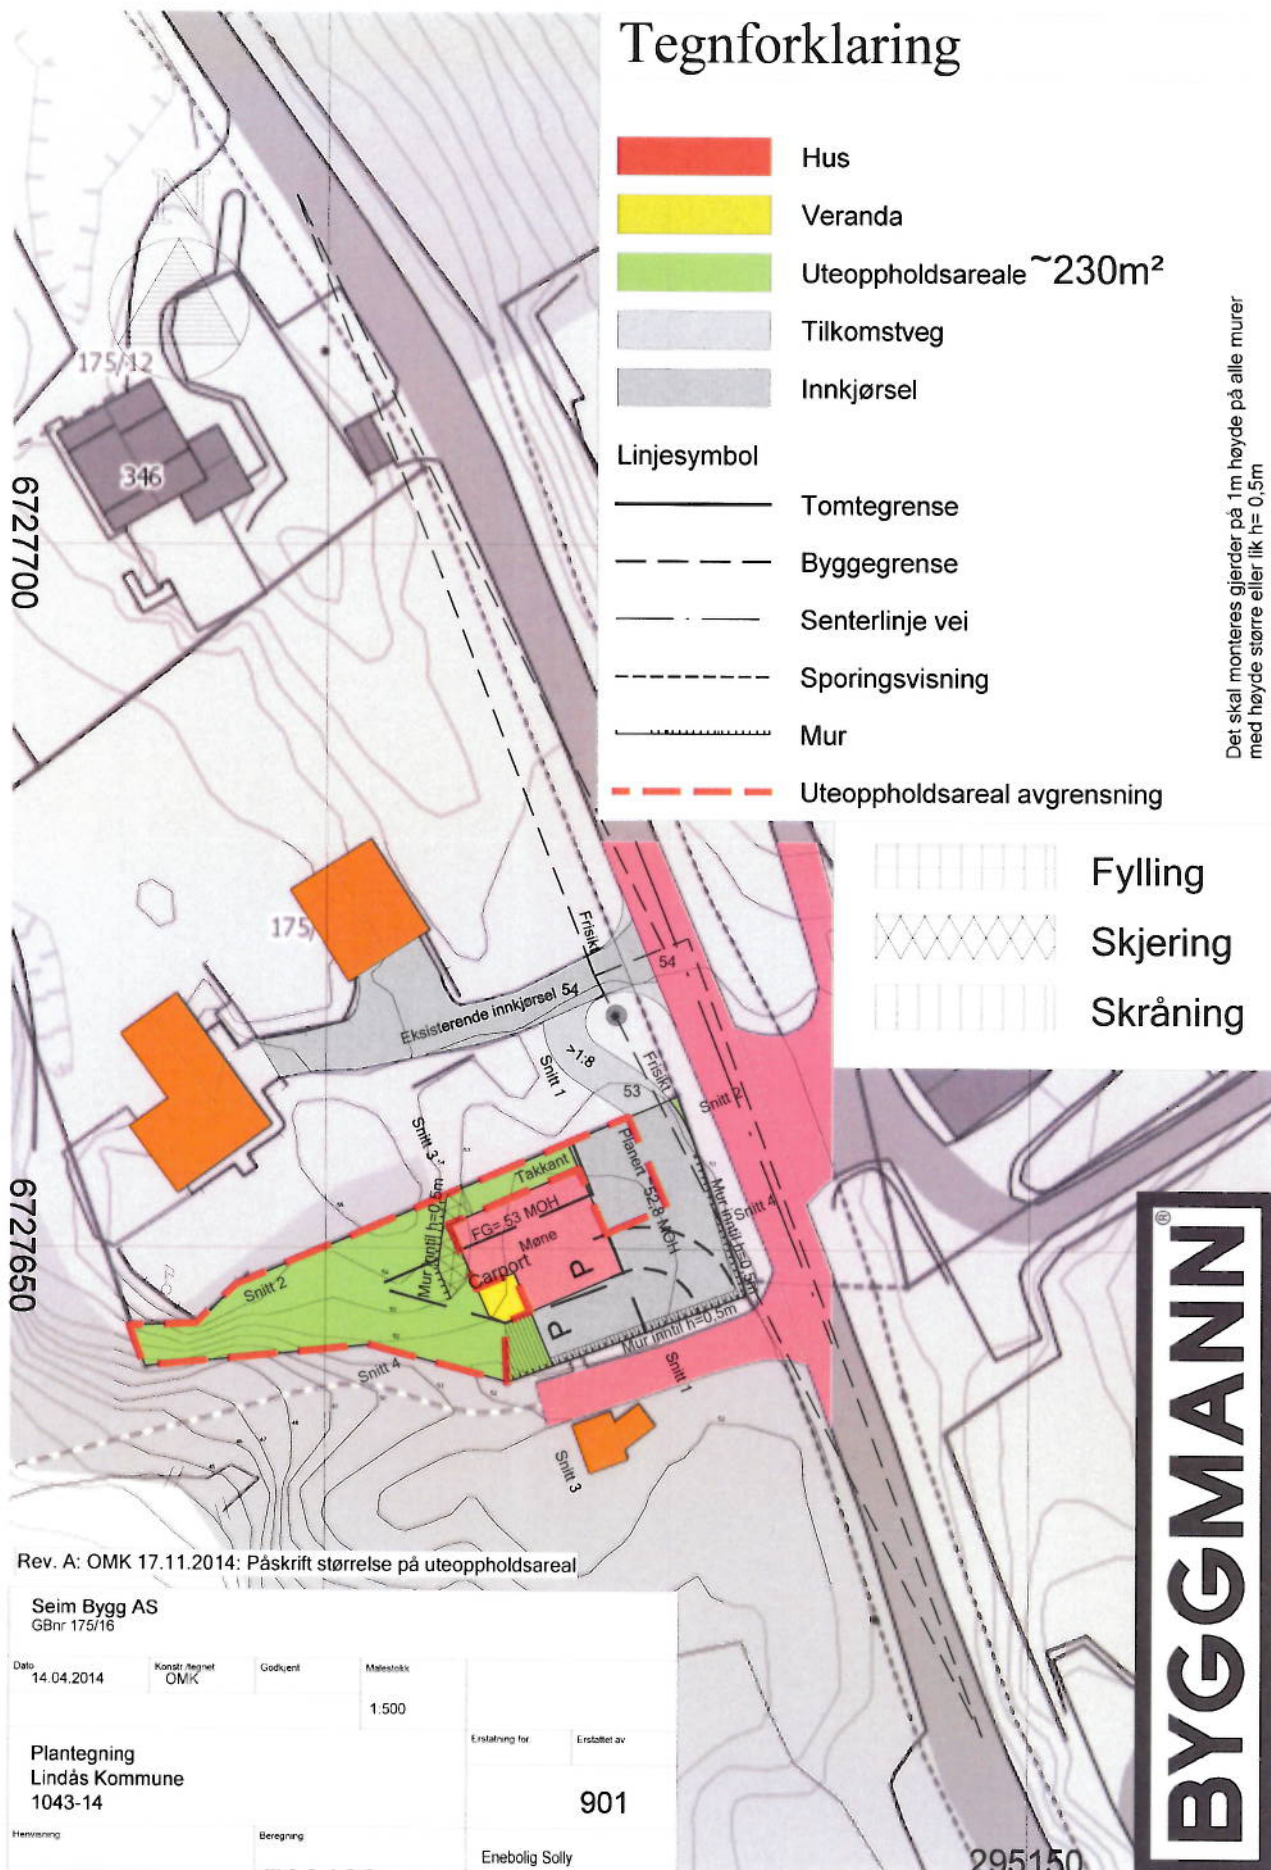 Tegnforklaring
Hus
Veranda
Uteoppholdsareale ~230m²
Tilkomstveg
Innkjørsel
Linjesymbol
Tomtegrense
Byggegrense
Senterlinje vei
Sporingsvisning
Mur
Uteoppholdsareal avgrensning
Fylling
Skjering
Skråning
Det skal monteres gjerder på 1m høyde på alle murer
med høyde større eller lik h= 0,5m
N
175/12
346
6727700
175/
Frisikt
54
Eksisterende innkjørsel 54
>1:8
Snitt 1
Frisikt
53
Snitt 2
Snitt 3
Takkant
Planert ~52,8 MOH
Mur inntil h=0,5m
Snitt 4
FG= 53 MOH
Møne
Mur inntil h=0,5m
Carport
P
P
Snitt 2
Mur inntil h=0,5m
Snitt 1
Snitt 4
Snitt 3
6727650
Rev. A: OMK 17.11.2014: Påskrift størrelse på uteoppholdsareal
Seim Bygg AS
GBnr 175/16
Dato
14.04.2014
Konstr./tegnet
OMK
Godkjent
Målestokk
1:500
Plantegning
Lindås Kommune
1043-14
Erstatning for
Erstattet av
901
Henvisning
Beregning
Enebolig Solly
295150
BYGGMANN®